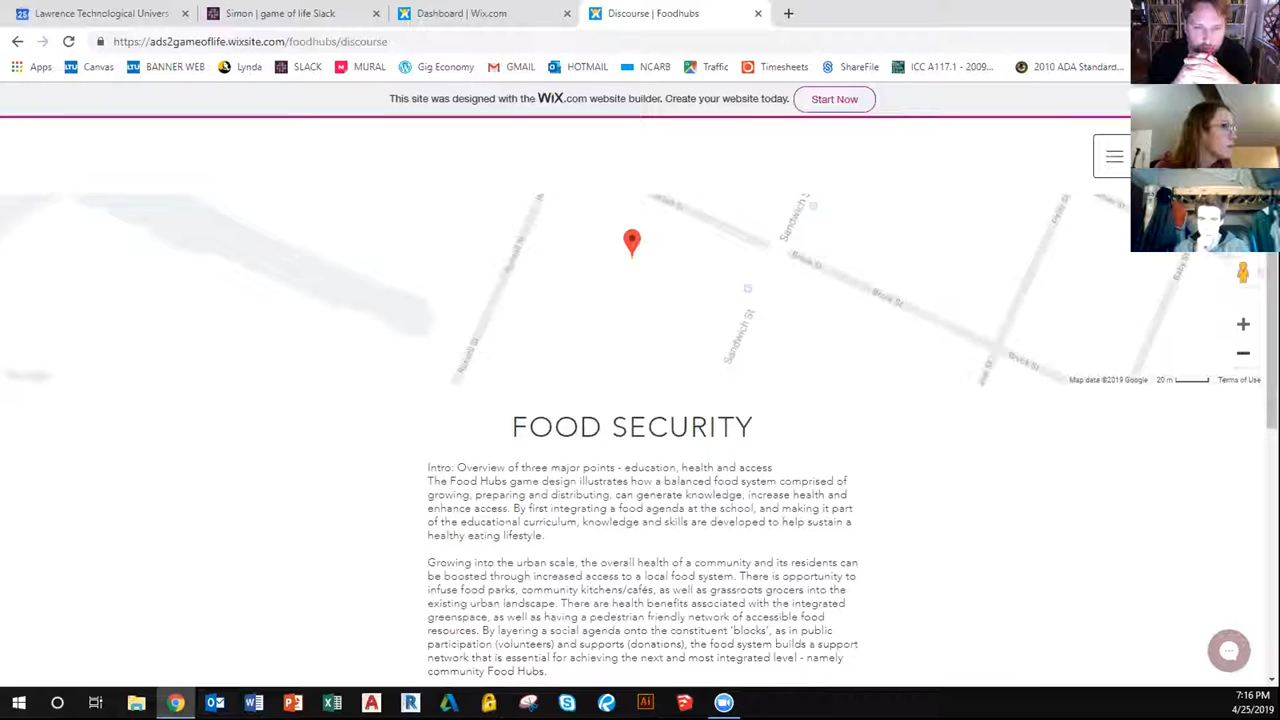 Lawrence Technological Univers
Simon | game of life Slack
Dashboard | Wix.com
Discourse | Foodhubs
https://ads2gameoflife.wixsite.com/foodhubs/discourse
Apps Canvas BANNER WEB Lynda SLACK MURAL Gig Economy GMAIL HOTMAIL NCARB Traffic Timesheets ShareFile ICC A117.1 - 2009... 2010 ADA Standard...
This site was designed with the WiX.com website builder. Create your website today. Start Now
Sandwich S
Brock St
Brock St
Sandwich St
Russell St
Brock St
Map data ©2019 Google 20 m Terms of Use
FOOD SECURITY
Intro: Overview of three major points - education, health and access
The Food Hubs game design illustrates how a balanced food system comprised of
growing, preparing and distributing, can generate knowledge, increase health and
enhance access. By first integrating a food agenda at the school, and making it part
of the educational curriculum, knowledge and skills are developed to help sustain a
healthy eating lifestyle.
Growing into the urban scale, the overall health of a community and its residents can
be boosted through increased access to a local food system. There is opportunity to
infuse food parks, community kitchens/cafés, as well as grassroots grocers into the
existing urban landscape. There are health benefits associated with the integrated
greenspace, as well as having a pedestrian friendly network of accessible food
resources. By layering a social agenda onto the constituent 'blocks', as in public
participation (volunteers) and supports (donations), the food system builds a support
network that is essential for achieving the next and most integrated level - namely
community Food Hubs.
7:16 PM
4/25/2019